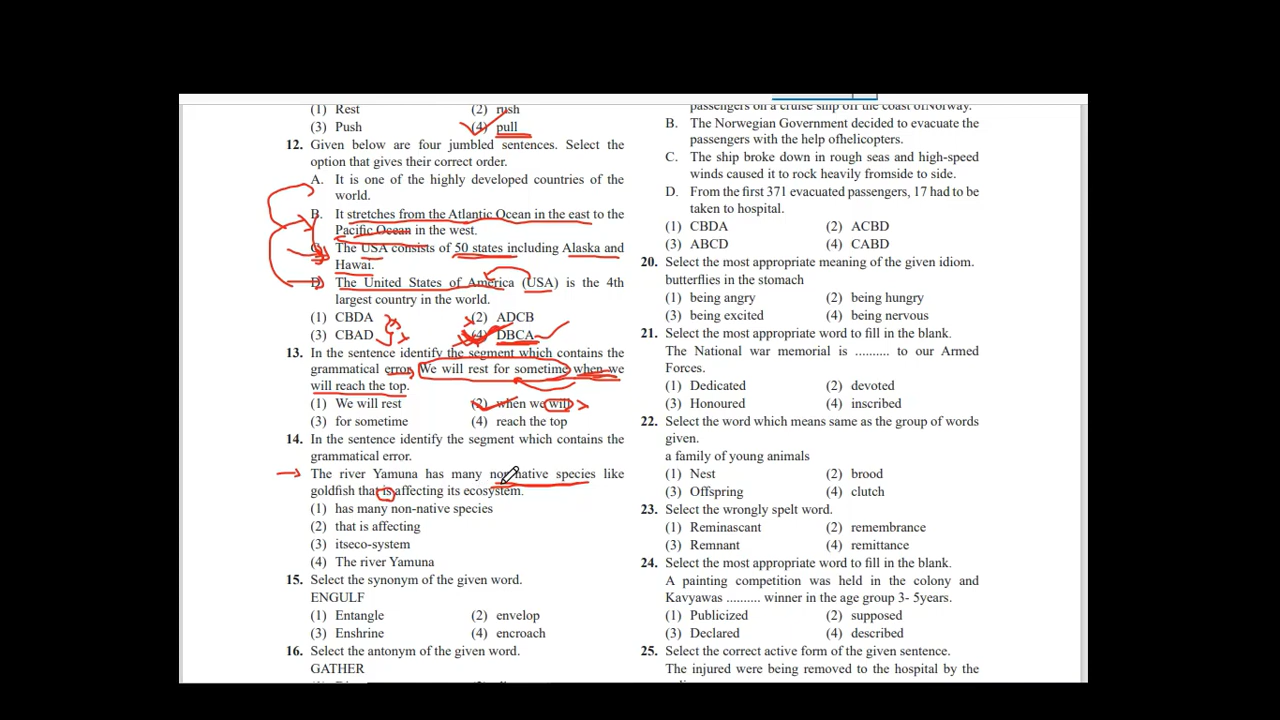 (1) Rest (2) rush
(3) Push (4) pull
12. Given below are four jumbled sentences. Select the
option that gives their correct order.
A. It is one of the highly developed countries of the
world.
B. It stretches from the Atlantic Ocean in the east to the
Pacific Ocean in the west.
C. The USA consists of 50 states including Alaska and
Hawai.
D. The United States of America (USA) is the 4th
largest country in the world.
(1) CBDA (2) ADCB
(3) CBAD (4) DBCA
13. In the sentence identify the segment which contains the
grammatical error. We will rest for sometime when we
will reach the top.
(1) We will rest (2) when we will
(3) for sometime (4) reach the top
14. In the sentence identify the segment which contains the
grammatical error.
The river Yamuna has many non-native species like
goldfish that is affecting its ecosystem.
(1) has many non-native species
(2) that is affecting
(3) itseco-system
(4) The river Yamuna
15. Select the synonym of the given word.
ENGULF
(1) Entangle (2) envelop
(3) Enshrine (4) encroach
16. Select the antonym of the given word.
GATHER
passengers on a cruise ship off the coast ofNorway.
B. The Norwegian Government decided to evacuate the
passengers with the help ofhelicopters.
C. The ship broke down in rough seas and high-speed
winds caused it to rock heavily fromside to side.
D. From the first 371 evacuated passengers, 17 had to be
taken to hospital.
(1) CBDA (2) ACBD
(3) ABCD (4) CABD
20. Select the most appropriate meaning of the given idiom.
butterflies in the stomach
(1) being angry (2) being hungry
(3) being excited (4) being nervous
21. Select the most appropriate word to fill in the blank.
The National war memorial is .......... to our Armed
Forces.
(1) Dedicated (2) devoted
(3) Honoured (4) inscribed
22. Select the word which means same as the group of words
given.
a family of young animals
(1) Nest (2) brood
(3) Offspring (4) clutch
23. Select the wrongly spelt word.
(1) Reminascant (2) remembrance
(3) Remnant (4) remittance
24. Select the most appropriate word to fill in the blank.
A painting competition was held in the colony and
Kavyawas .......... winner in the age group 3- 5years.
(1) Publicized (2) supposed
(3) Declared (4) described
25. Select the correct active form of the given sentence.
The injured were being removed to the hospital by the